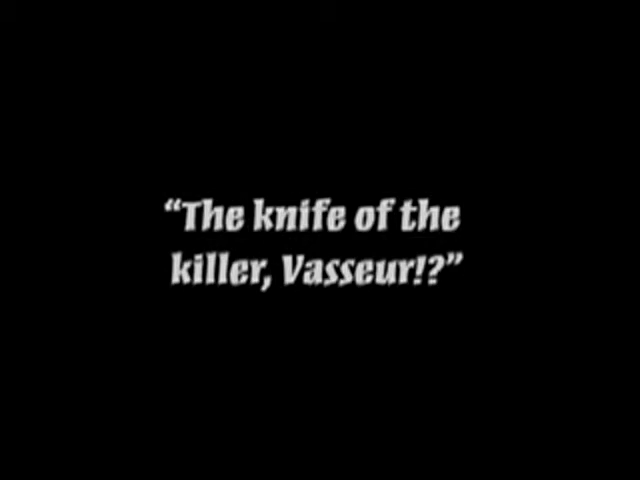 “The knife of the
killer, Vasseur!?”